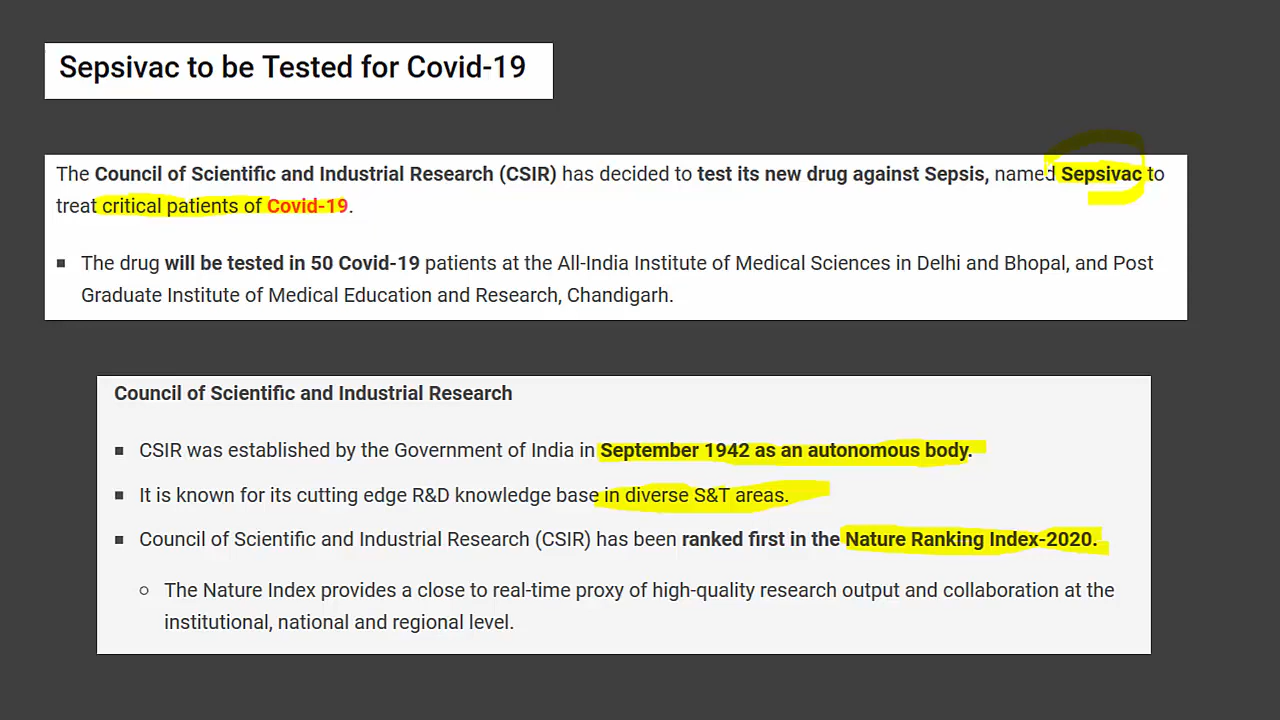 Sepsivac to be Tested for Covid-19
The Council of Scientific and Industrial Research (CSIR) has decided to test its new drug against Sepsis, named Sepsivac to
treat critical patients of Covid-19.
▪ The drug will be tested in 50 Covid-19 patients at the All-India Institute of Medical Sciences in Delhi and Bhopal, and Post
Graduate Institute of Medical Education and Research, Chandigarh.
Council of Scientific and Industrial Research
▪ CSIR was established by the Government of India in September 1942 as an autonomous body.
▪ It is known for its cutting edge R&D knowledge base in diverse S&T areas.
▪ Council of Scientific and Industrial Research (CSIR) has been ranked first in the Nature Ranking Index-2020.
○ The Nature Index provides a close to real-time proxy of high-quality research output and collaboration at the
institutional, national and regional level.